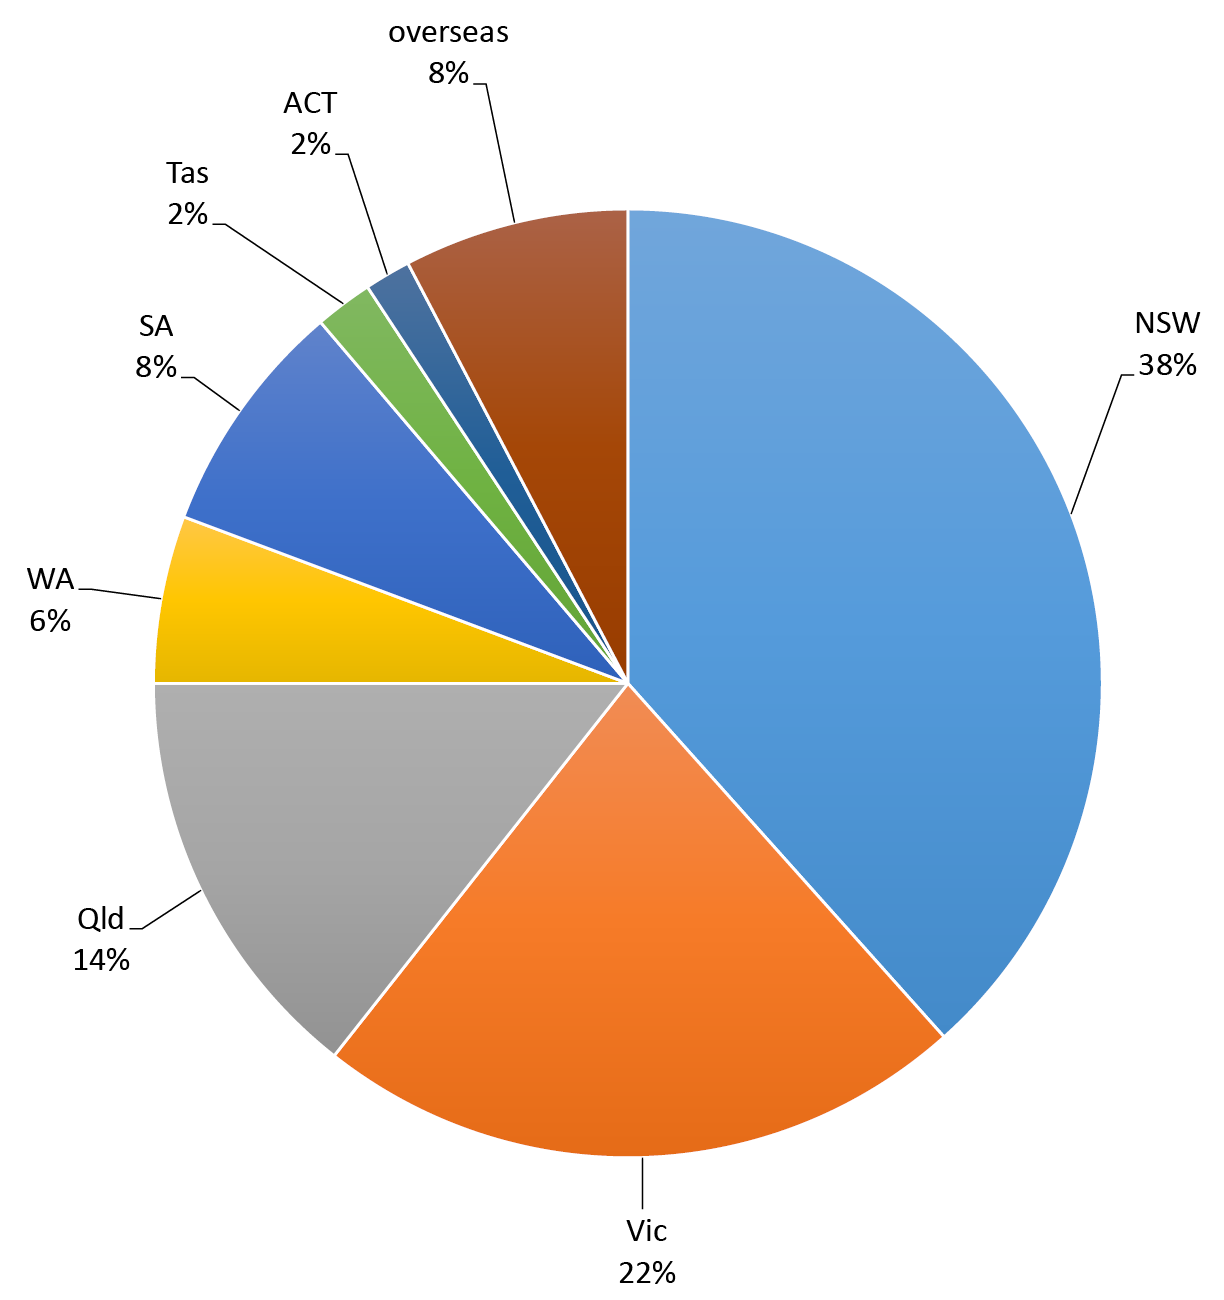 overseas
8%
ACT
2%
Tas
2%
SA
8%
NSW
38%
WA
6%
Qld
14%
Vic
22%